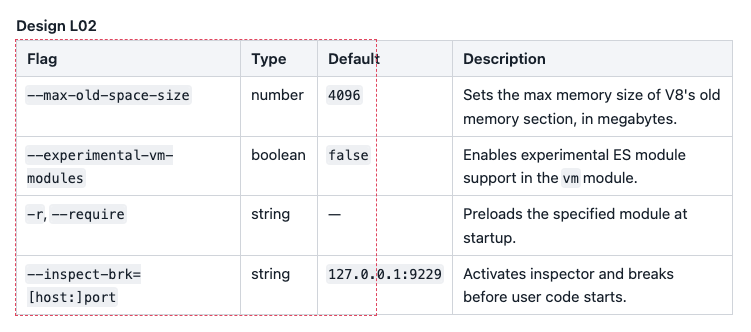 Design L02
Flag Type Default Description
--max-old-space-size number 4096 Sets the max memory size of V8's old
memory section, in megabytes.
--experimental-vm- boolean false Enables experimental ES module
modules support in the vm module.
-r, --require string — Preloads the specified module at
startup.
--inspect-brk= string 127.0.0.1:9229 Activates inspector and breaks
[host:]port before user code starts.